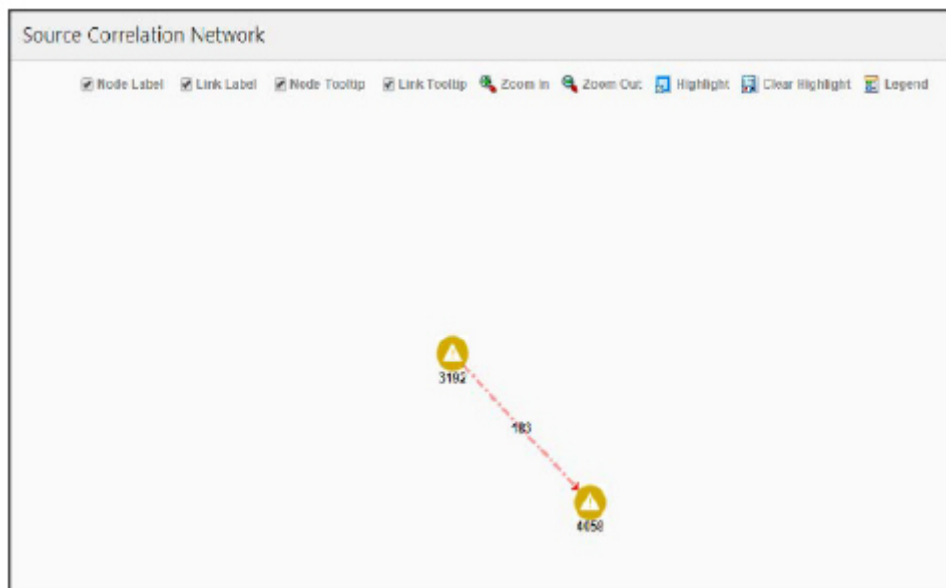 Source Correlation Network
Node Label Link Label Node Tooltip Link Tooltip Zoom In Zoom Out Highlight Clear Highlight Legend
3192
183
4058